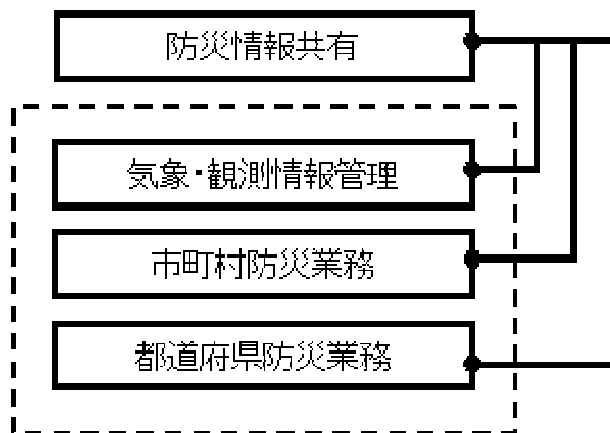 防災情報共有
気象・観測情報管理
市町村防災業務
都道府県防災業務